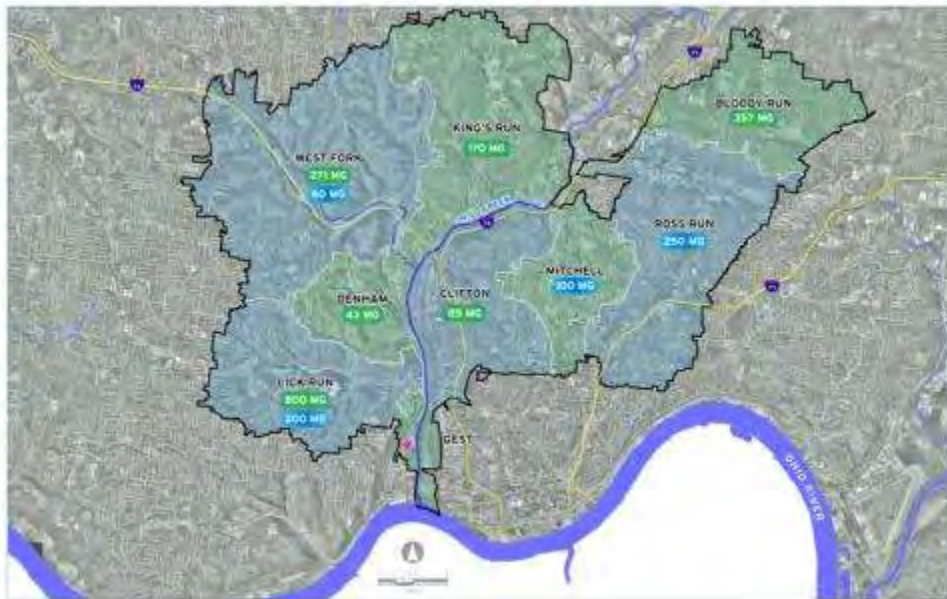 BLOODY RUN
357 MG
KING'S RUN
170 MG
WEST FORK
271 MG
60 MG
ROSS RUN
250 MG
MITCHELL
300 MG
DENHAM
43 MG
CLIFTON
85 MG
LICK RUN
800 MG
200 MG
GEST
OHIO RIVER